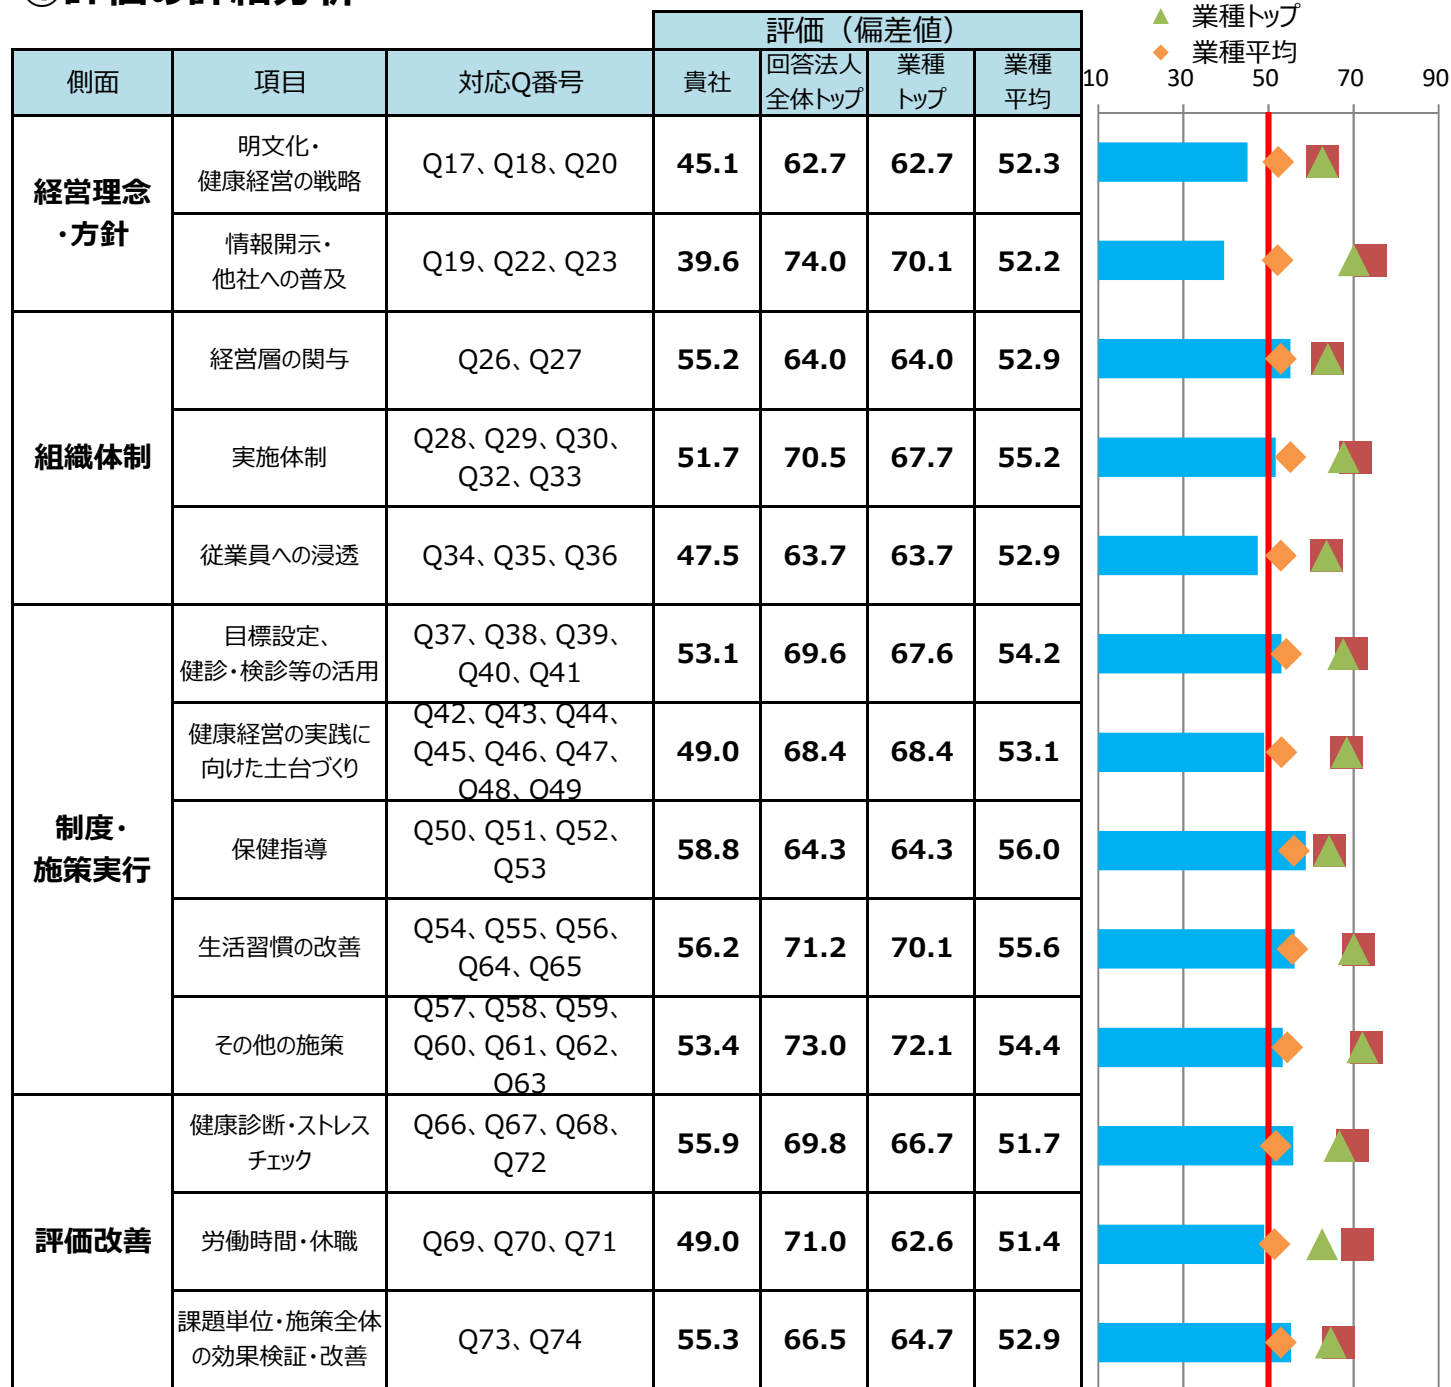 ①評価の詳細分析
業種トップ
業種平均
評価（偏差値）
側面 項目 対応Q番号 貴社 回答法人 業種 業種
全体トップ トップ 平均
10 30 50 70 90
経営理念
・方針
明文化・
健康経営の戦略
Q17、Q18、Q20 45.1 62.7 62.7 52.3
情報開示・
他社への普及
Q19、Q22、Q23 39.6 74.0 70.1 52.2
組織体制
経営層の関与 Q26、Q27 55.2 64.0 64.0 52.9
実施体制
Q28、Q29、Q30、
Q32、Q33
51.7 70.5 67.7 55.2
従業員への浸透 Q34、Q35、Q36 47.5 63.7 63.7 52.9
制度・
施策実行
目標設定、
健診・検診等の活用
Q37、Q38、Q39、
Q40、Q41
53.1 69.6 67.6 54.2
健康経営の実践に
向けた土台づくり
Q42、Q43、Q44、
Q45、Q46、Q47、
Q48、Q49
49.0 68.4 68.4 53.1
保健指導
Q50、Q51、Q52、
Q53
58.8 64.3 64.3 56.0
生活習慣の改善
Q54、Q55、Q56、
Q64、Q65
56.2 71.2 70.1 55.6
その他の施策
Q57、Q58、Q59、
Q60、Q61、Q62、
Q63
53.4 73.0 72.1 54.4
評価改善
健康診断・ストレス
チェック
Q66、Q67、Q68、
Q72
55.9 69.8 66.7 51.7
労働時間・休職 Q69、Q70、Q71 49.0 71.0 62.6 51.4
課題単位・施策全体
の効果検証・改善
Q73、Q74 55.3 66.5 64.7 52.9